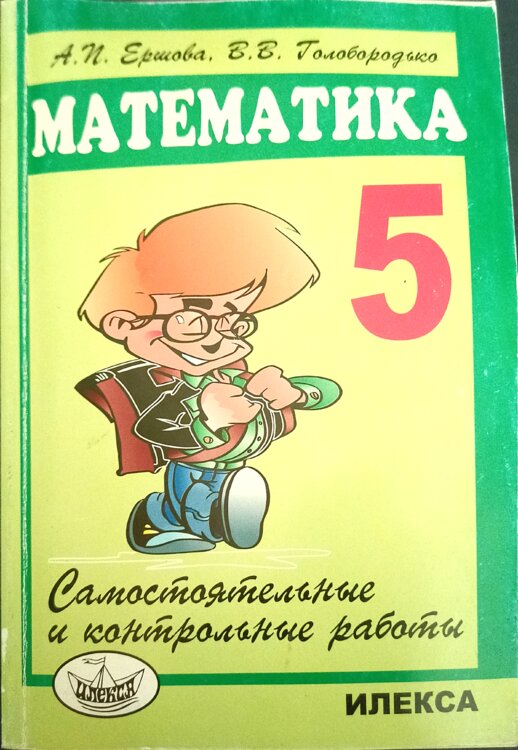 А.П. Ершова, В.В. Голобородько
МАТЕМАТИКА
5
Самостоятельные
и контрольные работы
ИЛЕКСА
ИЛЕКСА